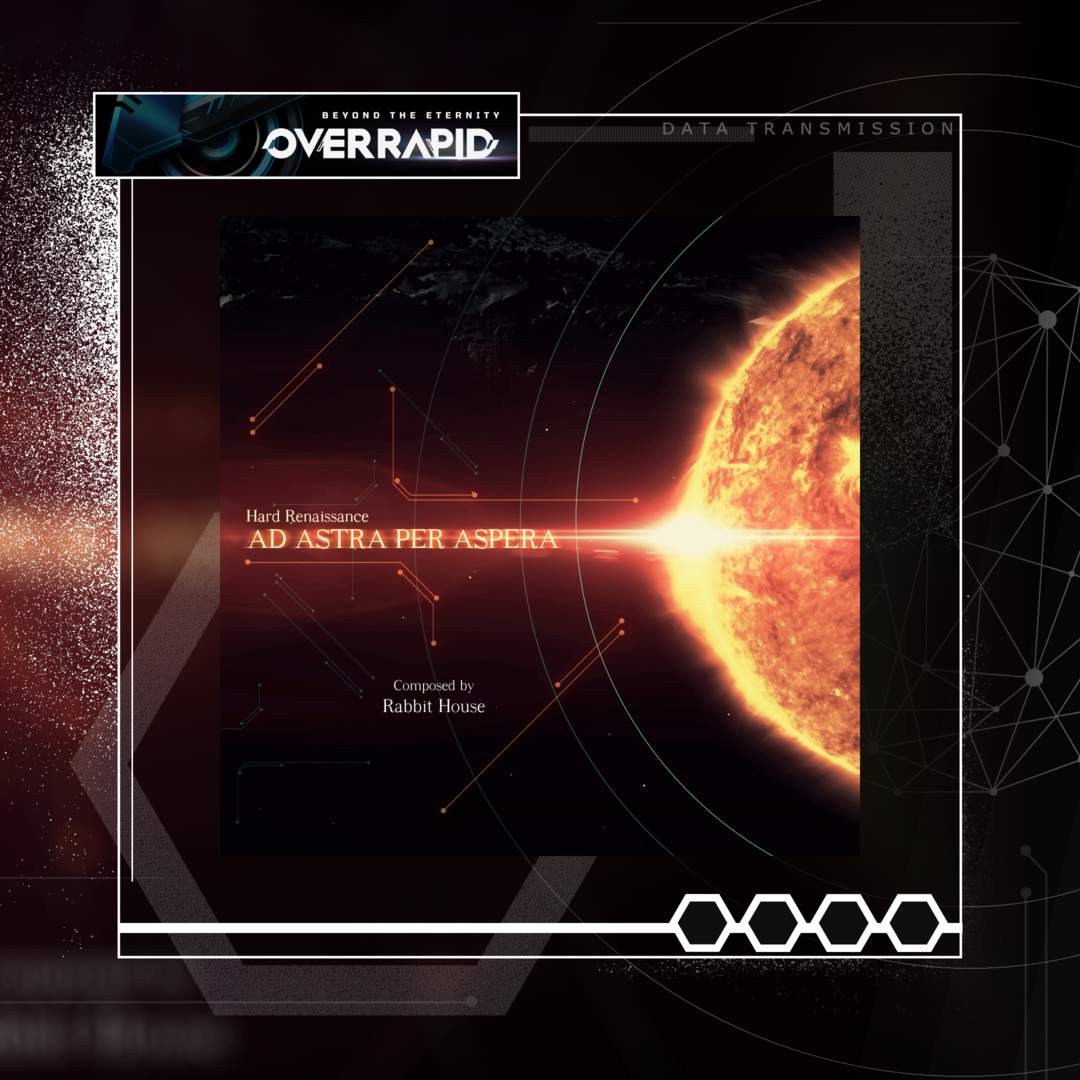 BEYOND THE ETERNITY
OVERRAPID
DATA TRANSMISSION
Hard Renaissance
AD ASTRA PER ASPERA
Composed by
Rabbit House